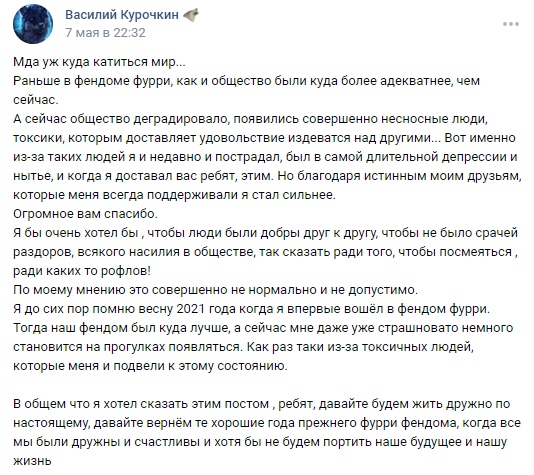 Василий Курочкин
7 мая в 22:32
Мда уж куда катиться мир...
Раньше в фендоме фурри, как и общество были куда более адекватнее, чем
сейчас.
А сейчас общество деградировало, появились совершенно несносные люди,
токсики, которым доставляет удовольствие издеватся над другими... Вот именно
из-за таких людей я и недавно и пострадал, был в самой длительной депрессии и
нытье, и когда я доставал вас ребят, этим. Но благодаря истинным моим друзьям,
которые меня всегда поддерживали я стал сильнее.
Огромное вам спасибо.
Я бы очень хотел бы , чтобы люди были добры друг к другу, чтобы не было срачей
раздоров, всякого насилия в обществе, так сказать ради того, чтобы посмеяться ,
ради каких то рофлов!
По моему мнению это совершенно не нормально и не допустимо.
Я до сих пор помню весну 2021 года когда я впервые вошёл в фендом фурри.
Тогда наш фендом был куда лучше, а сейчас мне даже уже страшновато немного
становится на прогулках появляться. Как раз таки из-за токсичных людей,
которые меня и подвели к этому состоянию.
В общем что я хотел сказать этим постом , ребят, давайте будем жить дружно по
настоящему, давайте вернём те хорошие года прежнего фурри фендома, когда все
мы были дружны и счастливы и хотя бы не будем портить наше будущее и нашу
жизнь